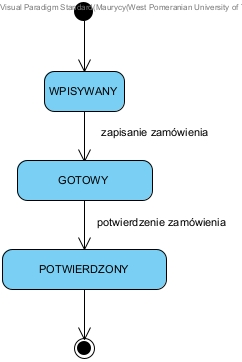 Visual Paradigm Standard(Maurycy(West Pomeranian University of
WPISYWANY
zapisanie zamówienia
GOTOWY
potwierdzenie zamówienia
POTWIERDZONY